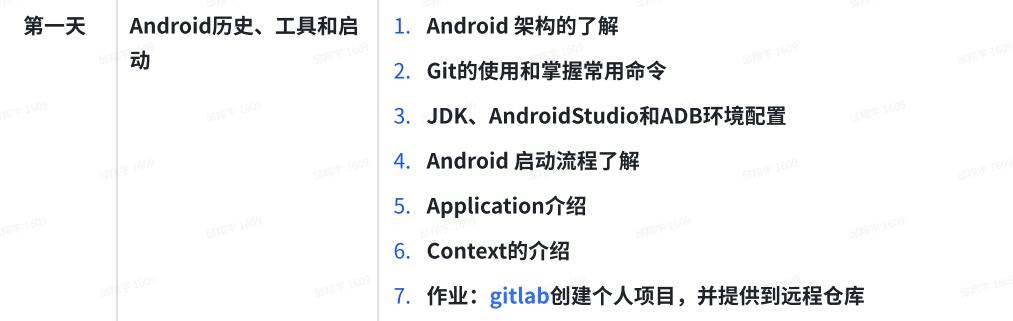 第一天
Android历史、工具和启
动
1. Android 架构的了解
2. Git的使用和掌握常用命令
3. JDK、AndroidStudio和ADB环境配置
4. Android 启动流程了解
5. Application介绍
6. Context的介绍
7. 作业：gitlab创建个人项目，并提供到远程仓库